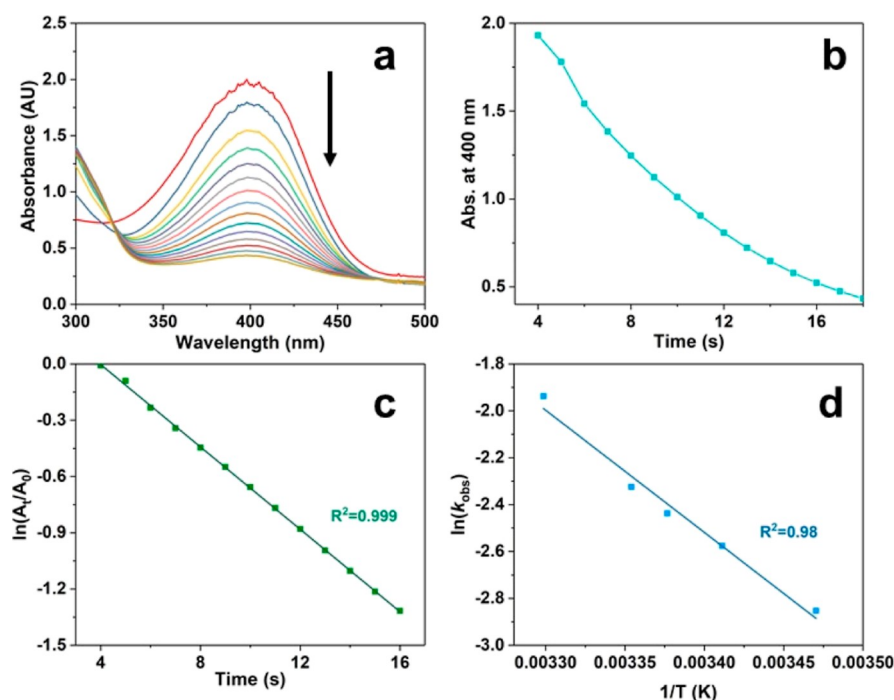 a
Absorbance (AU)
2.5
2.0
1.5
1.0
0.5
0.0
300 350 400 450 500
Wavelength (nm)
b
Abs. at 400 nm
2.0
1.5
1.0
0.5
4 8 12 16
Time (s)
c
ln(At/A0)
0.0
-0.3
-0.6
-0.9
-1.2
-1.5
R2=0.999
4 8 12 16
Time (s)
d
ln(kobs)
-1.8
-2.0
-2.2
-2.4
-2.6
-2.8
-3.0
R2=0.98
0.00330 0.00335 0.00340 0.00345 0.00350
1/T (K)